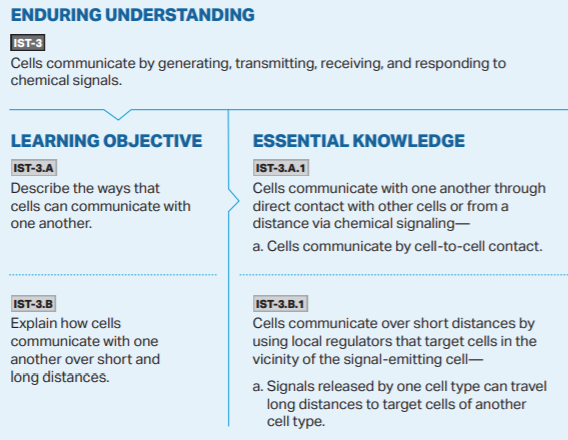 ENDURING UNDERSTANDING
IST-3
Cells communicate by generating, transmitting, receiving, and responding to
chemical signals.
LEARNING OBJECTIVE
IST-3.A
Describe the ways that
cells can communicate with
one another.
ESSENTIAL KNOWLEDGE
IST-3.A.1
Cells communicate with one another through
direct contact with other cells or from a
distance via chemical signaling—
a. Cells communicate by cell-to-cell contact.
IST-3.B
Explain how cells
communicate with one
another over short and
long distances.
IST-3.B.1
Cells communicate over short distances by
using local regulators that target cells in the
vicinity of the signal-emitting cell—
a. Signals released by one cell type can travel
long distances to target cells of another
cell type.